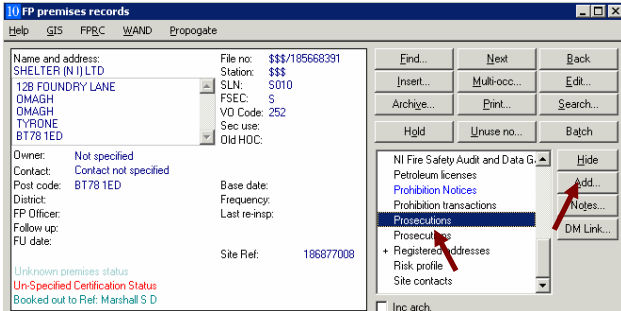 10 FP premises records
Help GIS FPRC WAND Propogate
Name and address:
SHELTER (N I) LTD
12B FOUNDRY LANE
OMAGH
OMAGH
TYRONE
BT78 1ED
File no: $$$/185668391
Station: $$$
SLN: S010
FSEC: S
VO Code: 252
Sec use:
Old HOC:
Owner: Not specified
Contact: Contact not specified
Post code: BT78 1ED
District:
FP Officer:
Follow up:
FU date:
Base date:
Frequency:
Last re-insp:
Site Ref: 186877008
Unknown premises status
Un-Specified Certification Status
Booked out to Ref: Marshall S D
Find... Next Back
Insert... Multi-occ... Edit...
Archive... Print... Search...
Hold Unuse no... Batch
NI Fire Safety Audit and Data G
Petroleum licenses
Prohibition Notices
Prohibition transactions
Prosecutions
Prosecutions
+ Registered addresses
Risk profile
Site contacts
Hide
Add...
Notes...
DM Link...
Inc arch.